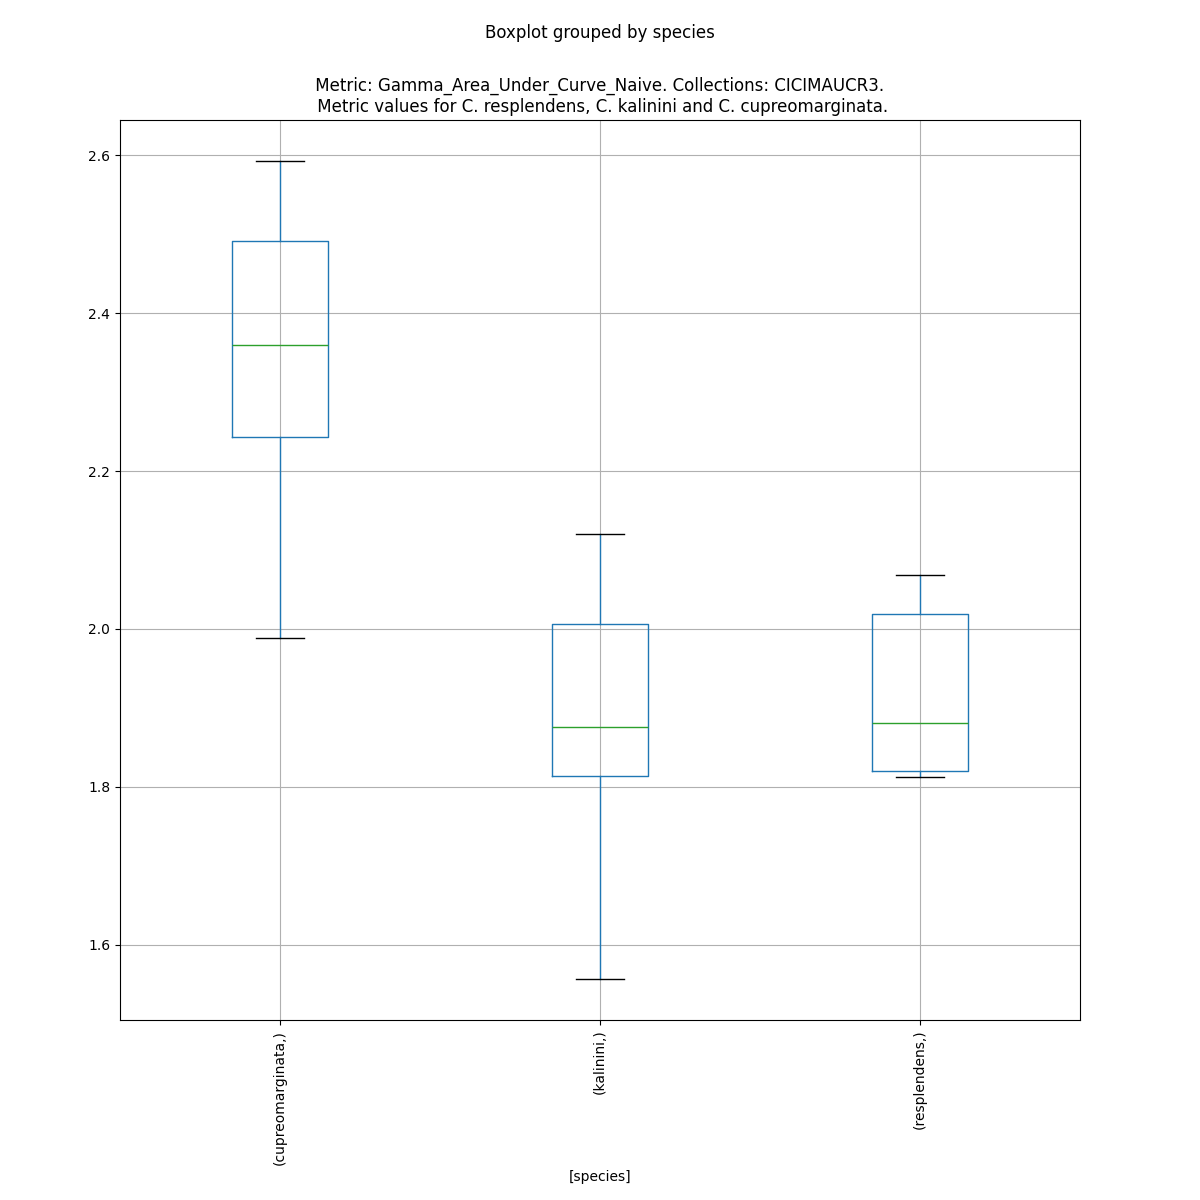 Boxplot grouped by species
Metric: Gamma_Area_Under_Curve_Naive. Collections: CICIMAUCR3.
Metric values for C. resplendens, C. kalinini and C. cupreomarginata.
2.6
2.4
2.2
2.0
1.8
1.6
(cupreomarginata,)
(kalinini,)
(resplendens,)
[species]